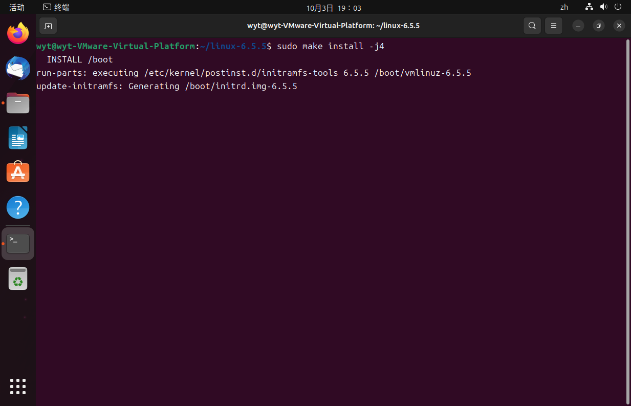 活动
终端
10月3日 19：03
zh
wyt@wyt-VMware-Virtual-Platform: ~/linux-6.5.5
wyt@wyt-VMware-Virtual-Platform:~/linux-6.5.5$ sudo make install -j4
  INSTALL /boot
run-parts: executing /etc/kernel/postinst.d/initramfs-tools 6.5.5 /boot/vmlinuz-6.5.5
update-initramfs: Generating /boot/initrd.img-6.5.5